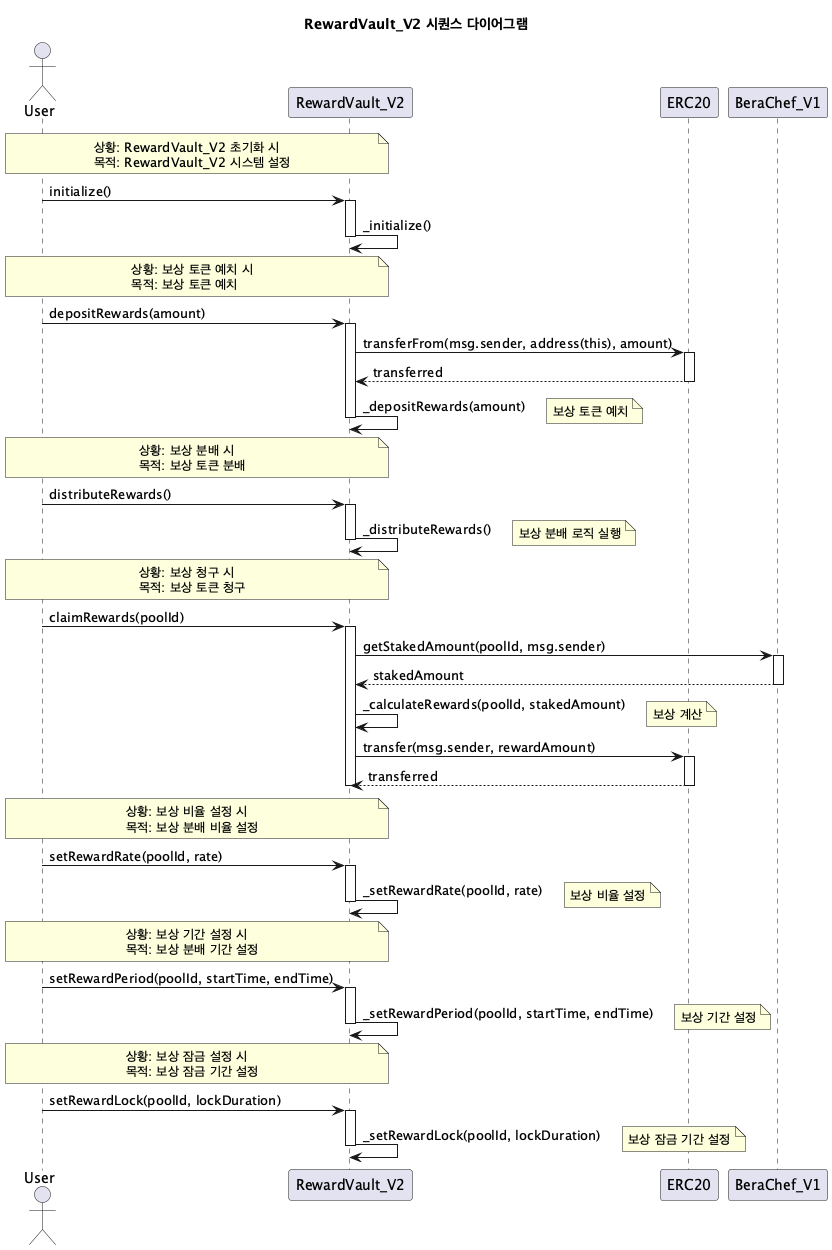 RewardVault_V2 시퀀스 다이어그램
User
RewardVault_V2
ERC20
BeraChef_V1
상황: RewardVault_V2 초기화 시
목적: RewardVault_V2 시스템 설정
initialize()
_initialize()
상황: 보상 토큰 예치 시
목적: 보상 토큰 예치
depositRewards(amount)
transferFrom(msg.sender, address(this), amount)
transferred
_depositRewards(amount)
보상 토큰 예치
상황: 보상 분배 시
목적: 보상 토큰 분배
distributeRewards()
_distributeRewards()
보상 분배 로직 실행
상황: 보상 청구 시
목적: 보상 토큰 청구
claimRewards(poolId)
getStakedAmount(poolId, msg.sender)
stakedAmount
_calculateRewards(poolId, stakedAmount)
보상 계산
transfer(msg.sender, rewardAmount)
transferred
상황: 보상 비율 설정 시
목적: 보상 분배 비율 설정
setRewardRate(poolId, rate)
_setRewardRate(poolId, rate)
보상 비율 설정
상황: 보상 기간 설정 시
목적: 보상 분배 기간 설정
setRewardPeriod(poolId, startTime, endTime)
_setRewardPeriod(poolId, startTime, endTime)
보상 기간 설정
상황: 보상 잠금 설정 시
목적: 보상 잠금 기간 설정
setRewardLock(poolId, lockDuration)
_setRewardLock(poolId, lockDuration)
보상 잠금 기간 설정
User
RewardVault_V2
ERC20
BeraChef_V1